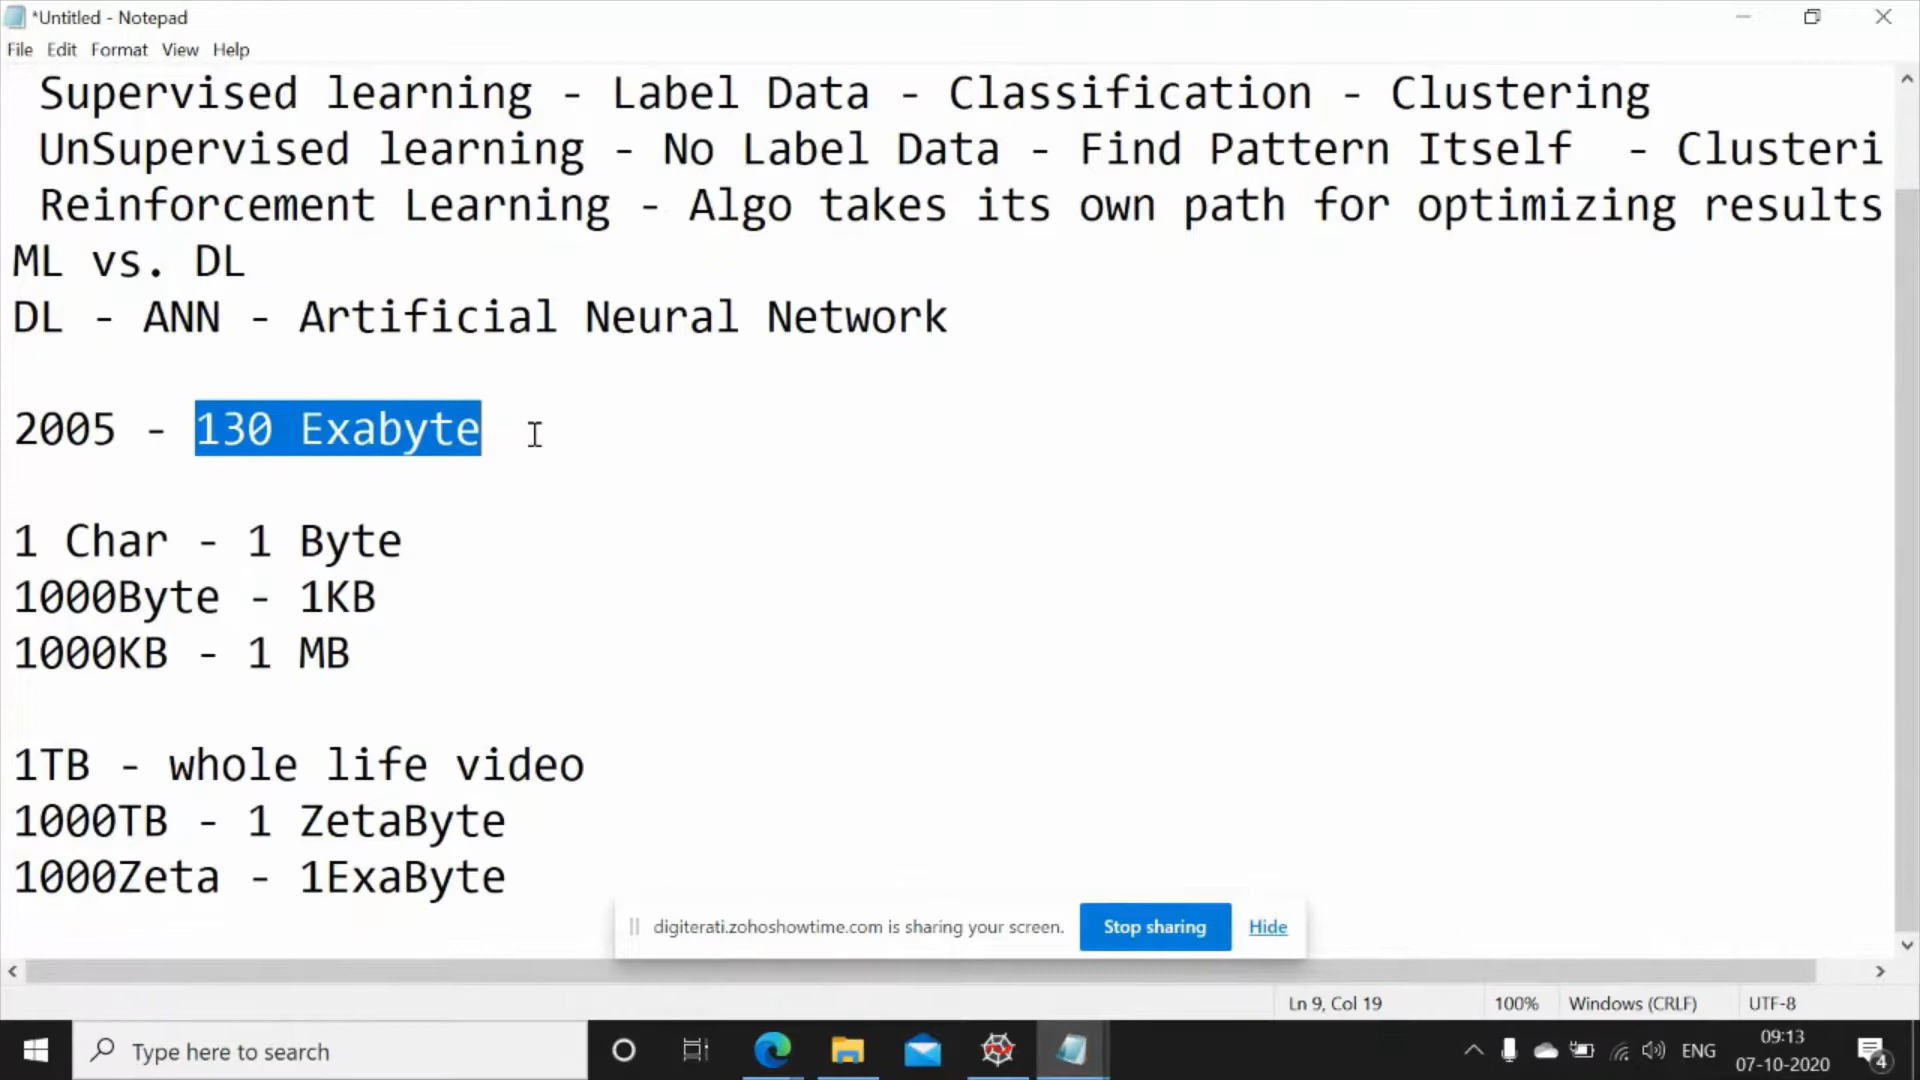 *Untitled - Notepad
File Edit Format View Help
Supervised learning - Label Data - Classification - Clustering
UnSupervised learning - No Label Data - Find Pattern Itself  - Clusteri
Reinforcement Learning - Algo takes its own path for optimizing results
ML vs. DL
DL - ANN - Artificial Neural Network
2005 - 130 Exabyte
1 Char - 1 Byte
1000Byte - 1KB
1000KB - 1 MB
1TB - whole life video
1000TB - 1 ZetaByte
1000Zeta - 1ExaByte
digiterati.zohoshowtime.com is sharing your screen. Stop sharing Hide
Ln 9, Col 19 100% Windows (CRLF) UTF-8
Type here to search
ENG
09:13
07-10-2020
4